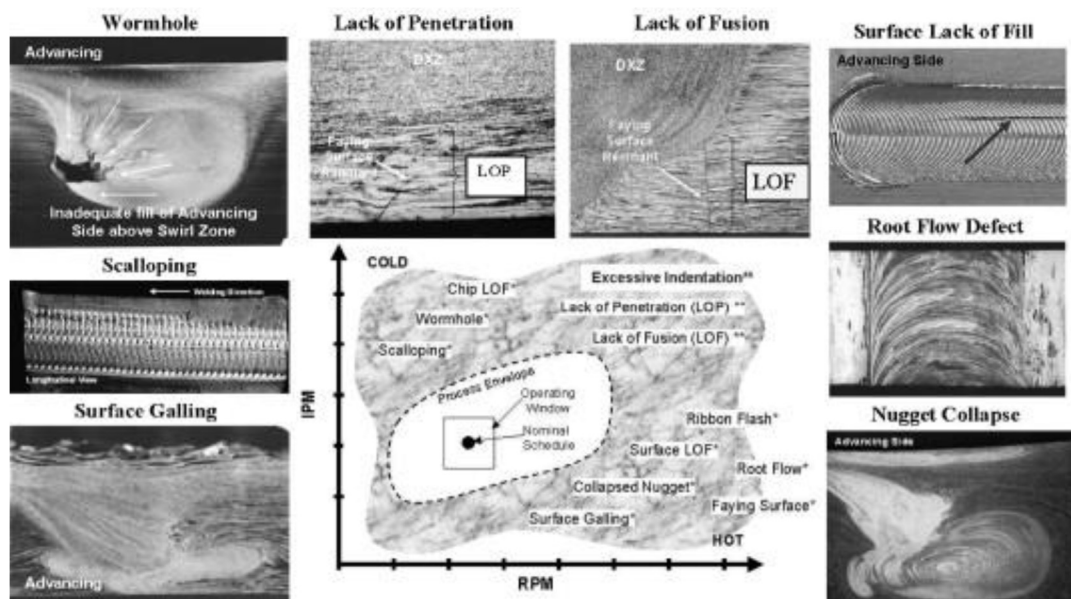 Wormhole
Advancing
Inadequate fill of Advancing
Side above Swirl Zone
Lack of Penetration
DXZ
Faying
Surface
Remnant
LOP
Lack of Fusion
DXZ
Faying
Surface
Remnant
LOF
Surface Lack of Fill
Advancing Side
Scalloping
Welding Direction
Longitudinal View
Root Flow Defect
Surface Galling
Advancing
Nugget Collapse
Advancing Side
IPM
COLD
Chip LOF*
Wormhole*
Scalloping*
Excessive Indentation**
Lack of Penetration (LOP) **
Lack of Fusion (LOF) **
Process Envelope
Operating
Window
Nominal
Schedule
Ribbon Flash*
Surface LOF*
Root Flow*
Collapsed Nugget*
Faying Surface*
Surface Galling*
HOT
RPM